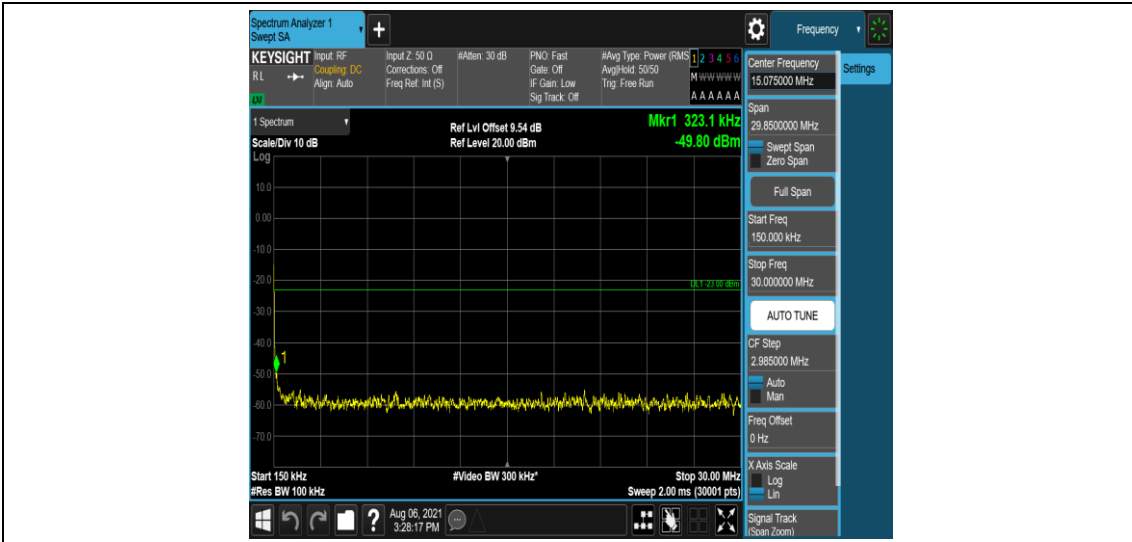 Spectrum Analyzer 1
Swept SA
Frequency
KEYSIGHT
RL
LXI
Input: RF
Coupling: DC
Align: Auto
Input Z: 50 Ω
Corrections: Off
Freq Ref: Int (S)
#Atten: 30 dB
PNO: Fast
Gate: Off
IF Gain: Low
Sig Track: Off
#Avg Type: Power (RMS
Avg|Hold: 50/50
Trig: Free Run
1 2 3 4 5 6
M W W W W W
A A A A A A
1 Spectrum
Scale/Div 10 dB
Log
Ref Lvl Offset 9.54 dB
Ref Level 20.00 dBm
Mkr1 323.1 kHz
-49.80 dBm
10.0
0.00
-10.0
-20.0
DL1 -23.00 dBm
-30.0
-40.0
1
-50.0
-60.0
-70.0
Start 150 kHz
#Res BW 100 kHz
#Video BW 300 kHz*
Stop 30.00 MHz
Sweep 2.00 ms (30001 pts)
?
Aug 06, 2021
3:28:17 PM
Center Frequency
15.075000 MHz
Settings
Span
29.8500000 MHz
Swept Span
Zero Span
Full Span
Start Freq
150.000 kHz
Stop Freq
30.000000 MHz
AUTO TUNE
CF Step
2.985000 MHz
Auto
Man
Freq Offset
0 Hz
X Axis Scale
Log
Lin
Signal Track
(Span Zoom)